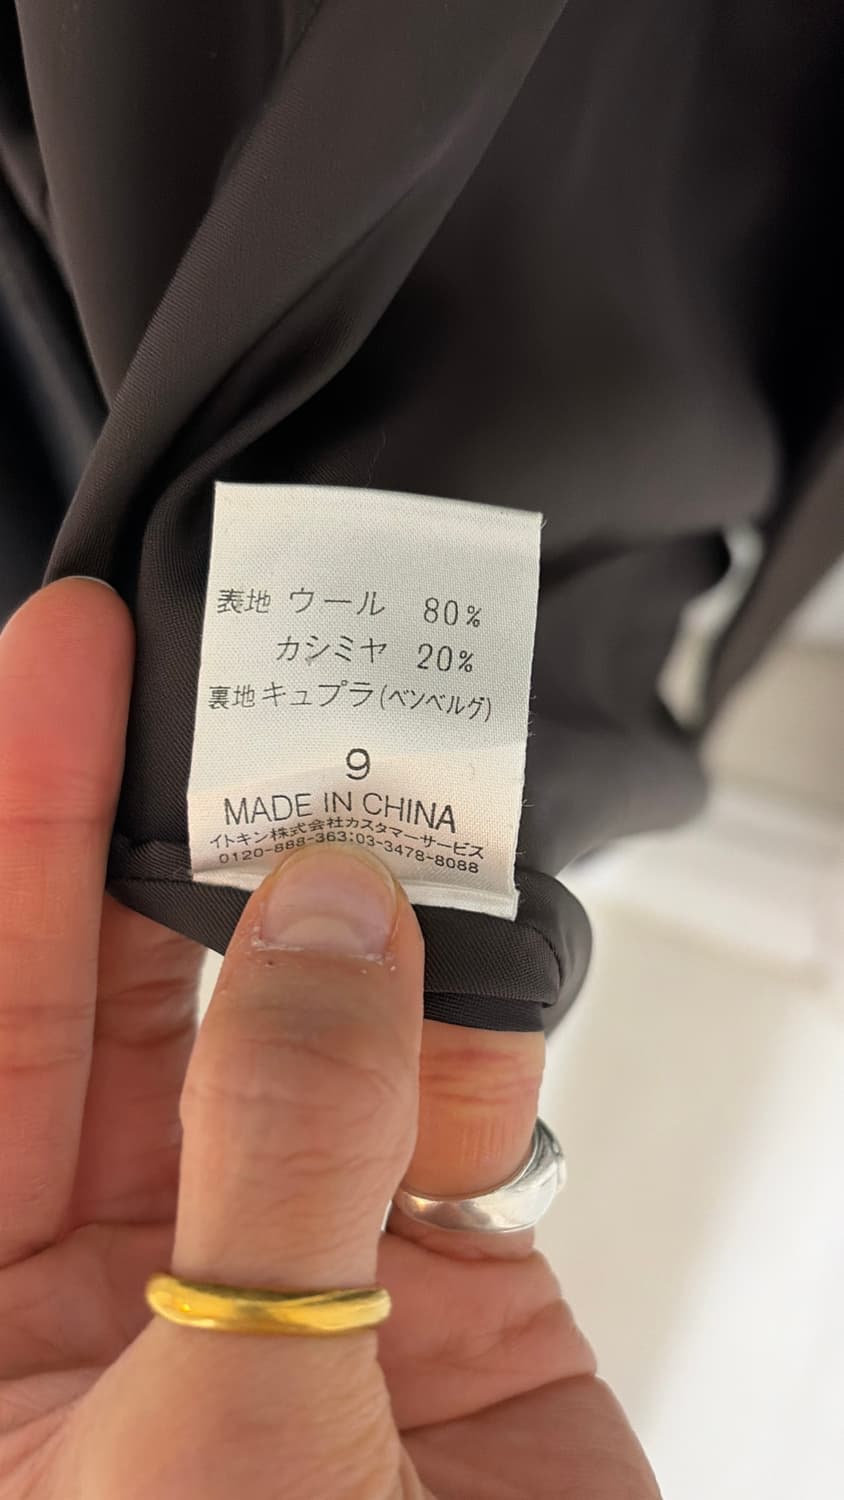 表地 ウール 80%
カシミヤ 20%
裏地 キュプラ(ベンベルグ)
9
MADE IN CHINA
イトキン株式会社カスタマーサービス
0120-888-363:03-3478-8088